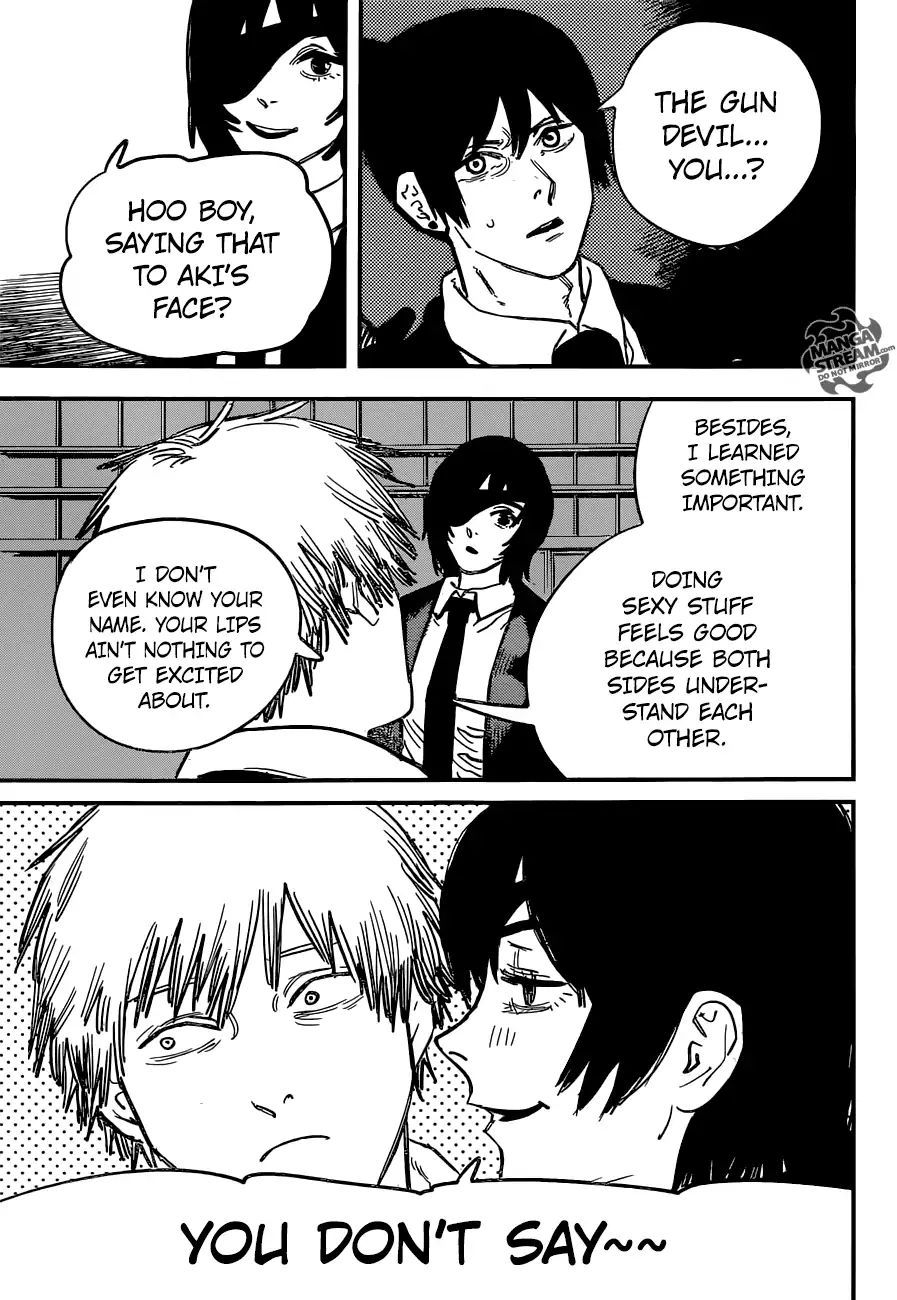 THE GUN
DEVIL...
YOU...?
HOO BOY,
SAYING THAT
TO AKI'S
FACE?
MANGA
STREAM.com
DO NOT MIRROR
BESIDES,
I LEARNED
SOMETHING
IMPORTANT.
DOING
SEXY STUFF
FEELS GOOD
BECAUSE BOTH
SIDES UNDER-
STAND EACH
OTHER.
I DON'T
EVEN KNOW YOUR
NAME. YOUR LIPS
AIN'T NOTHING TO
GET EXCITED
ABOUT.
YOU DON'T SAY~~